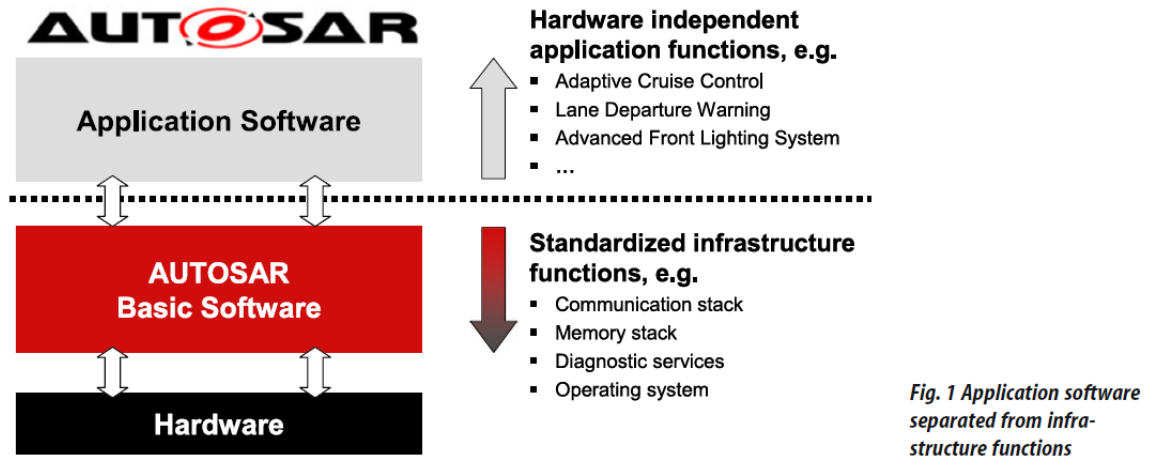 AUTOSAR
Application Software
Hardware independent
application functions, e.g.
▪ Adaptive Cruise Control
▪ Lane Departure Warning
▪ Advanced Front Lighting System
▪ ...
AUTOSAR
Basic Software
Standardized infrastructure
functions, e.g.
▪ Communication stack
▪ Memory stack
▪ Diagnostic services
▪ Operating system
Hardware
Fig. 1 Application software
separated from infra-
structure functions